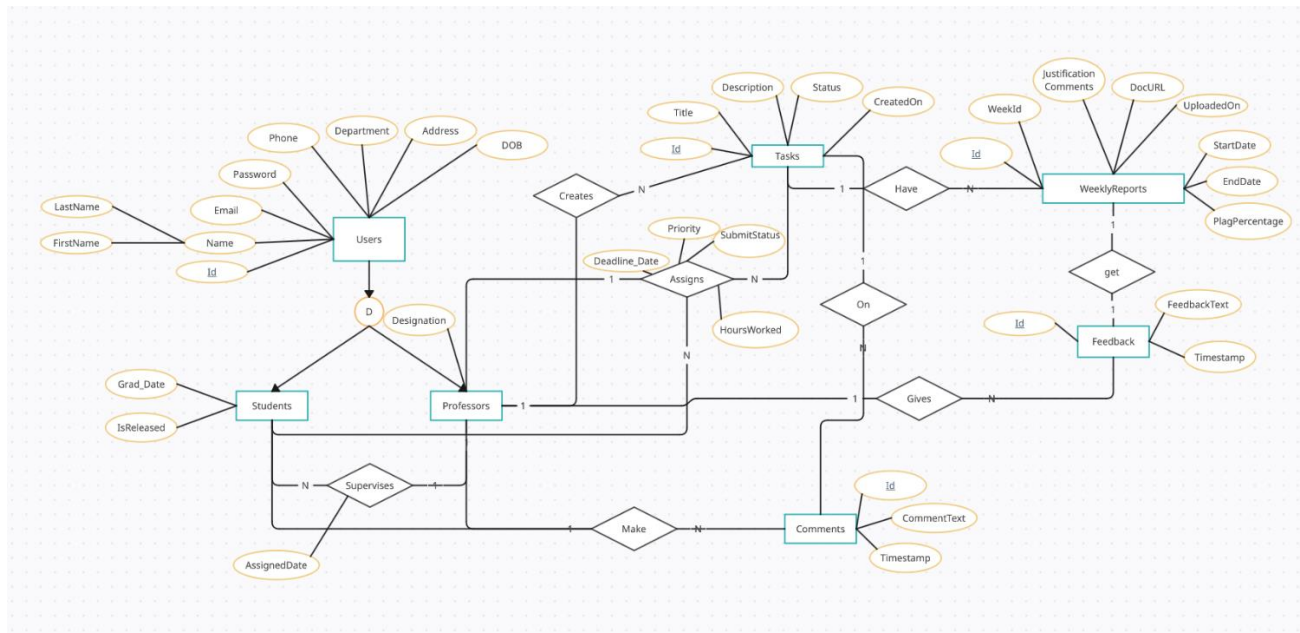 Justification
Comments
DocURL
Description
Status
CreatedOn
UploadedOn
WeekId
Title
Phone
Department
Address
DOB
StartDate
Id
Tasks
Id
EndDate
Password
WeeklyReports
Creates
N
1
Have
N
PlagPercentage
LastName
Email
Priority
1
FirstName
Name
Users
SubmitStatus
Id
Deadline_Date
1
1
Assigns
N
get
On
FeedbackText
D
Designation
1
HoursWorked
Id
Feedback
N
N
Timestamp
Grad_Date
Students
Professors
1
1
Gives
N
IsReleased
N
Supervises
1
Id
CommentText
1
Make
N
Comments
Timestamp
AssignedDate